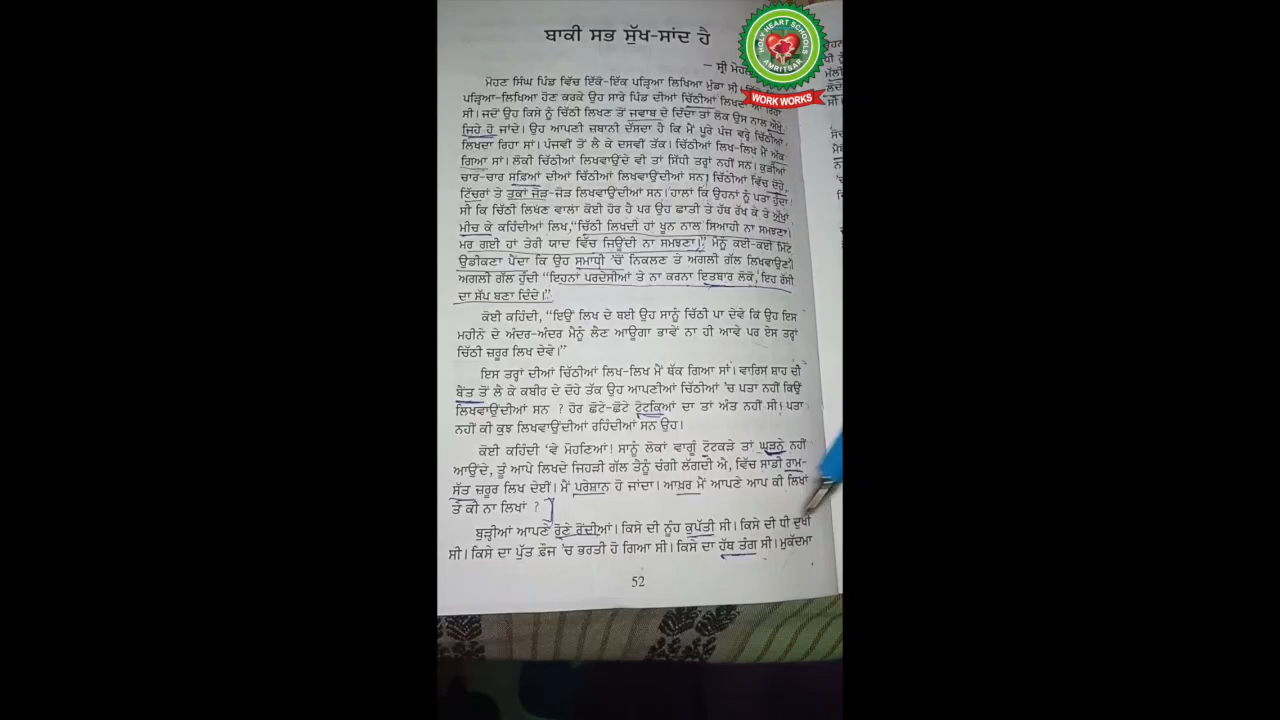 ਬਾਕੀ ਸਭ ਸੁੱਖ-ਸਾਂਦ ਹੈ
— ਸ੍ਰੀ ਮੋਹਨ
HOLY HEART SCHOOLS
AMRITSAR
WORK WORKS
ਮੋਹਣ ਸਿੰਘ ਪਿੰਡ ਵਿੱਚ ਇੱਕੋ-ਇੱਕ ਪੜ੍ਹਿਆ ਲਿਖਿਆ ਮੁੰਡਾ ਸੀ।
ਪੜ੍ਹਿਆ-ਲਿਖਿਆ ਹੋਣ ਕਰਕੇ ਉਹ ਸਾਰੇ ਪਿੰਡ ਦੀਆਂ ਚਿੱਠੀਆਂ ਲਿਖਦਾ ਆ ਰਿਹਾ
ਸੀ। ਜਦੋਂ ਉਹ ਕਿਸੇ ਨੂੰ ਚਿੱਠੀ ਲਿਖਣ ਤੋਂ ਜਵਾਬ ਦੇ ਦਿੰਦਾ ਤਾਂ ਲੋਕ ਉਸ ਨਾਲ ਔਖੇ
ਜਿਹੇ ਹੋ ਜਾਂਦੇ। ਉਹ ਆਪਣੀ ਜ਼ਬਾਨੀ ਦੱਸਦਾ ਹੈ ਕਿ ਮੈਂ ਪੂਰੇ ਪੰਜ ਵਰ੍ਹੇ ਚਿੱਠੀਆਂ
ਲਿਖਦਾ ਰਿਹਾ ਸਾਂ। ਪੰਜਵੀਂ ਤੋਂ ਲੈ ਕੇ ਦਸਵੀਂ ਤੱਕ। ਚਿੱਠੀਆਂ ਲਿਖ-ਲਿਖ ਮੈਂ ਅੱਕ
ਗਿਆ ਸਾਂ। ਲੋਕੀ ਚਿੱਠੀਆਂ ਲਿਖਵਾਉਂਦੇ ਵੀ ਤਾਂ ਸਿੱਧੀ ਤਰ੍ਹਾਂ ਨਹੀਂ ਸਨ। ਕੁੜੀਆਂ
ਚਾਰ-ਚਾਰ ਸਫ਼ਿਆਂ ਦੀਆਂ ਚਿੱਠੀਆਂ ਲਿਖਵਾਉਂਦੀਆਂ ਸਨ। ਚਿੱਠੀਆਂ ਵਿੱਚ ਦੋਹੇ,
ਟਿੱਚਰਾਂ ਤੇ ਤੁਕਾਂ ਜੋੜ-ਜੋੜ ਲਿਖਵਾਉਂਦੀਆਂ ਸਨ। ਹਾਲਾਂ ਕਿ ਉਹਨਾਂ ਨੂੰ ਪਤਾ ਹੁੰਦਾ
ਸੀ ਕਿ ਚਿੱਠੀ ਲਿਖਣ ਵਾਲਾ ਕੋਈ ਹੋਰ ਹੈ ਪਰ ਉਹ ਛਾਤੀ ਤੇ ਹੱਥ ਰੱਖ ਕੇ ਤੇ ਅੱਖਾਂ
ਮੀਚ ਕੇ ਕਹਿੰਦੀਆਂ ਲਿਖ, “ਚਿੱਠੀ ਲਿਖਦੀ ਹਾਂ ਖੂਨ ਨਾਲ ਸਿਆਹੀ ਨਾ ਸਮਝਣਾ।
ਮਰ ਗਈ ਹਾਂ ਤੇਰੀ ਯਾਦ ਵਿੱਚ ਜਿਊਂਦੀ ਨਾ ਸਮਝਣਾ।” ਮੈਨੂੰ ਕਈ-ਕਈ ਮਿੰਟ
ਉਡੀਕਣਾ ਪੈਂਦਾ ਕਿ ਉਹ ਸਮਾਧੀ 'ਚੋਂ ਨਿਕਲਣ ਤੇ ਅਗਲੀ ਗੱਲ ਲਿਖਵਾਉਣ।
ਅਗਲੀ ਗੱਲ ਹੁੰਦੀ “ਇਹਨਾਂ ਪਰਦੇਸੀਆਂ ਤੇ ਨਾ ਕਰਨਾ ਇਤਬਾਰ ਲੋਕੋ, ਇਹ ਰੱਸੀ
ਦਾ ਸੱਪ ਬਣਾ ਦਿੰਦੇ।”
ਕੋਈ ਕਹਿੰਦੀ, “ਇਉਂ ਲਿਖ ਦੇ ਬਈ ਉਹ ਸਾਨੂੰ ਚਿੱਠੀ ਪਾ ਦੇਵੇ ਕਿ ਉਹ ਇਸ
ਮਹੀਨੇ ਦੇ ਅੰਦਰ-ਅੰਦਰ ਮੈਨੂੰ ਲੈਣ ਆਊਗਾ ਭਾਵੇਂ ਨਾ ਹੀ ਆਵੇ ਪਰ ਏਸ ਤਰ੍ਹਾਂ
ਚਿੱਠੀ ਜ਼ਰੂਰ ਲਿਖ ਦੇਵੇ।”
ਇਸ ਤਰ੍ਹਾਂ ਦੀਆਂ ਚਿੱਠੀਆਂ ਲਿਖ-ਲਿਖ ਮੈਂ ਥੱਕ ਗਿਆ ਸਾਂ। ਵਾਰਿਸ ਸ਼ਾਹ ਦੀ
ਬੈਂਤ ਤੋਂ ਲੈ ਕੇ ਕਬੀਰ ਦੇ ਦੋਹੇ ਤੱਕ ਉਹ ਆਪਣੀਆਂ ਚਿੱਠੀਆਂ 'ਚ ਪਤਾ ਨਹੀਂ ਕਿਉਂ
ਲਿਖਵਾਉਂਦੀਆਂ ਸਨ ? ਹੋਰ ਛੋਟੇ-ਛੋਟੇ ਟੋਟਕਿਆਂ ਦਾ ਤਾਂ ਅੰਤ ਨਹੀਂ ਸੀ। ਪਤਾ
ਨਹੀਂ ਕੀ ਕੁਝ ਲਿਖਵਾਉਂਦੀਆਂ ਰਹਿੰਦੀਆਂ ਸਨ ਉਹ।
ਕੋਈ ਕਹਿੰਦੀ 'ਵੇ ਮੋਹਣਿਆਂ! ਸਾਨੂੰ ਲੋਕਾਂ ਵਾਗੂੰ ਟੋਟਕੜੇ ਤਾਂ ਘੜਨੇ ਨਹੀਂ
ਆਉਂਦੇ, ਤੂੰ ਆਪੇ ਲਿਖਦੇ ਜਿਹੜੀ ਗੱਲ ਤੈਨੂੰ ਚੰਗੀ ਲੱਗਦੀ ਐ, ਵਿੱਚ ਸਾਡੀ ਰਾਮ-
ਸੱਤ ਜ਼ਰੂਰ ਲਿਖ ਦੇਈਂ। ਮੈਂ ਪਰੇਸ਼ਾਨ ਹੋ ਜਾਂਦਾ। ਆਖ਼ਰ ਮੈਂ ਆਪਣੇ ਆਪ ਕੀ ਲਿਖਾਂ
ਤੇ ਕੀ ਨਾ ਲਿਖਾਂ ?
ਬੁੜ੍ਹੀਆਂ ਆਪਣੇ ਰੋਣੇ ਰੋਂਦੀਆਂ। ਕਿਸੇ ਦੀ ਨੂੰਹ ਕੁਪੱਤੀ ਸੀ। ਕਿਸੇ ਦੀ ਧੀ ਦੁਖੀ
ਸੀ। ਕਿਸੇ ਦਾ ਪੁੱਤ ਫ਼ੌਜ 'ਚ ਭਰਤੀ ਹੋ ਗਿਆ ਸੀ। ਕਿਸੇ ਦਾ ਹੱਥ ਤੰਗ ਸੀ। ਮੁਕੱਦਮਾ
52